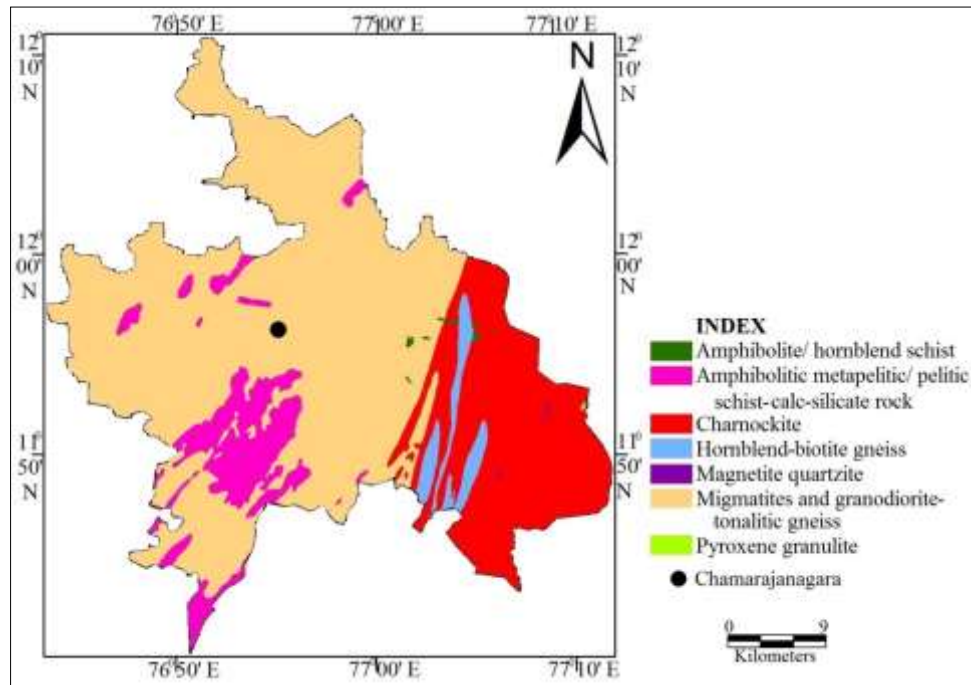 76°50' E 77°00' E 77°10' E
12° 10' N
12° 10' N
N
12° 00' N
12° 00' N
11° 50' N
11° 50' N
INDEX
Amphibolite/ hornblend schist
Amphibolitic metapelitic/ pelitic
schist-calc-silicate rock
Charnockite
Hornblend-biotite gneiss
Magnetite quartzite
Migmatites and granodiorite-
tonalitic gneiss
Pyroxene granulite
Chamarajanagara
0 9
Kilometers
76°50' E 77°00' E 77°10' E